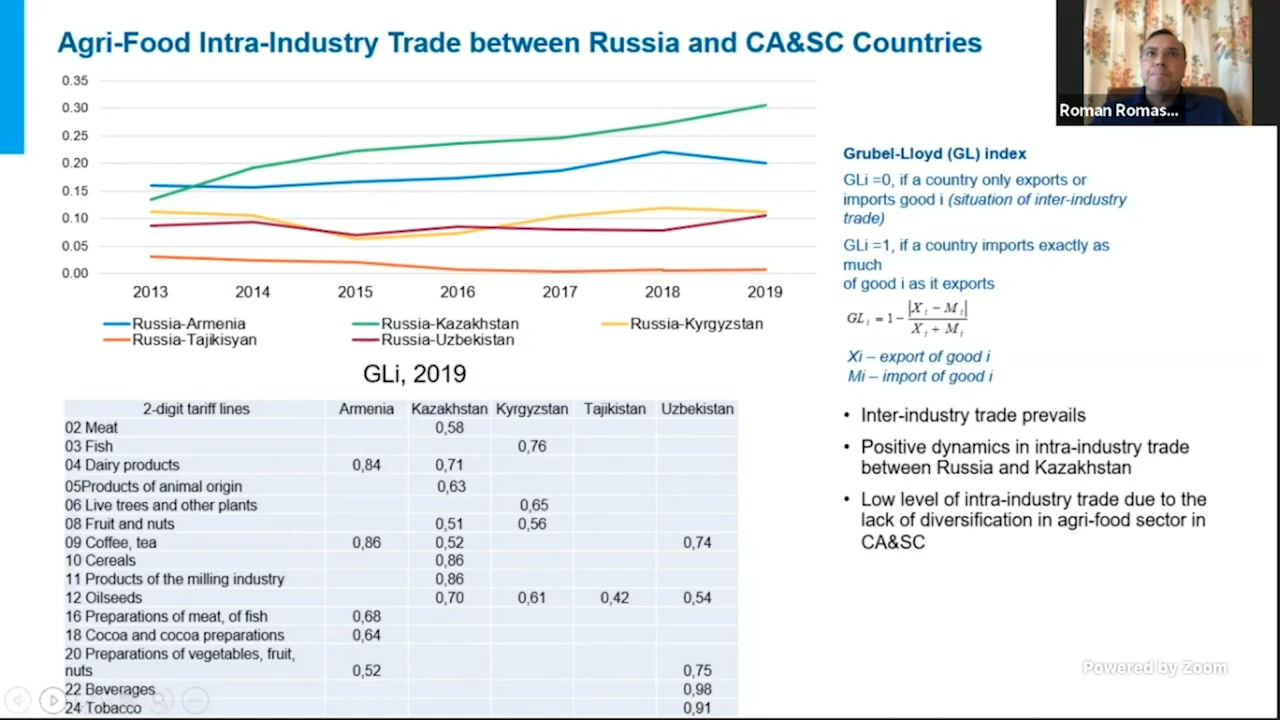 Agri-Food Intra-Industry Trade between Russia and CA&SC Countries
Roman Romas...
0.35
0.30
0.25
0.20
0.15
0.10
0.05
0.00
2013 2014 2015 2016 2017 2018 2019
Russia-Armenia Russia-Kazakhstan Russia-Kyrgyzstan
Russia-Tajikisyan Russia-Uzbekistan
GLi, 2019
2-digit tariff lines Armenia Kazakhstan Kyrgyzstan Tajikistan Uzbekistan
02 Meat 0,58
03 Fish 0,76
04 Dairy products 0,84 0,71
05Products of animal origin 0,63
06 Live trees and other plants 0,65
08 Fruit and nuts 0,51 0,56
09 Coffee, tea 0,86 0,52 0,74
10 Cereals 0,86
11 Products of the milling industry 0,86
12 Oilseeds 0,70 0,61 0,42 0,54
16 Preparations of meat, of fish 0,68
18 Cocoa and cocoa preparations 0,64
20 Preparations of vegetables, fruit,
nuts 0,52 0,75
22 Beverages 0,98
24 Tobacco 0,91
Grubel-Lloyd (GL) index
GLi =0, if a country only exports or
imports good i (situation of inter-industry
trade)
GLi =1, if a country imports exactly as
much
of good i as it exports
GL i = 1 - |X i - M i|
X i + M i
Xi – export of good i
Mi – import of good i
• Inter-industry trade prevails
• Positive dynamics in intra-industry trade
between Russia and Kazakhstan
• Low level of intra-industry trade due to the
lack of diversification in agri-food sector in
CA&SC
Powered by Zoom